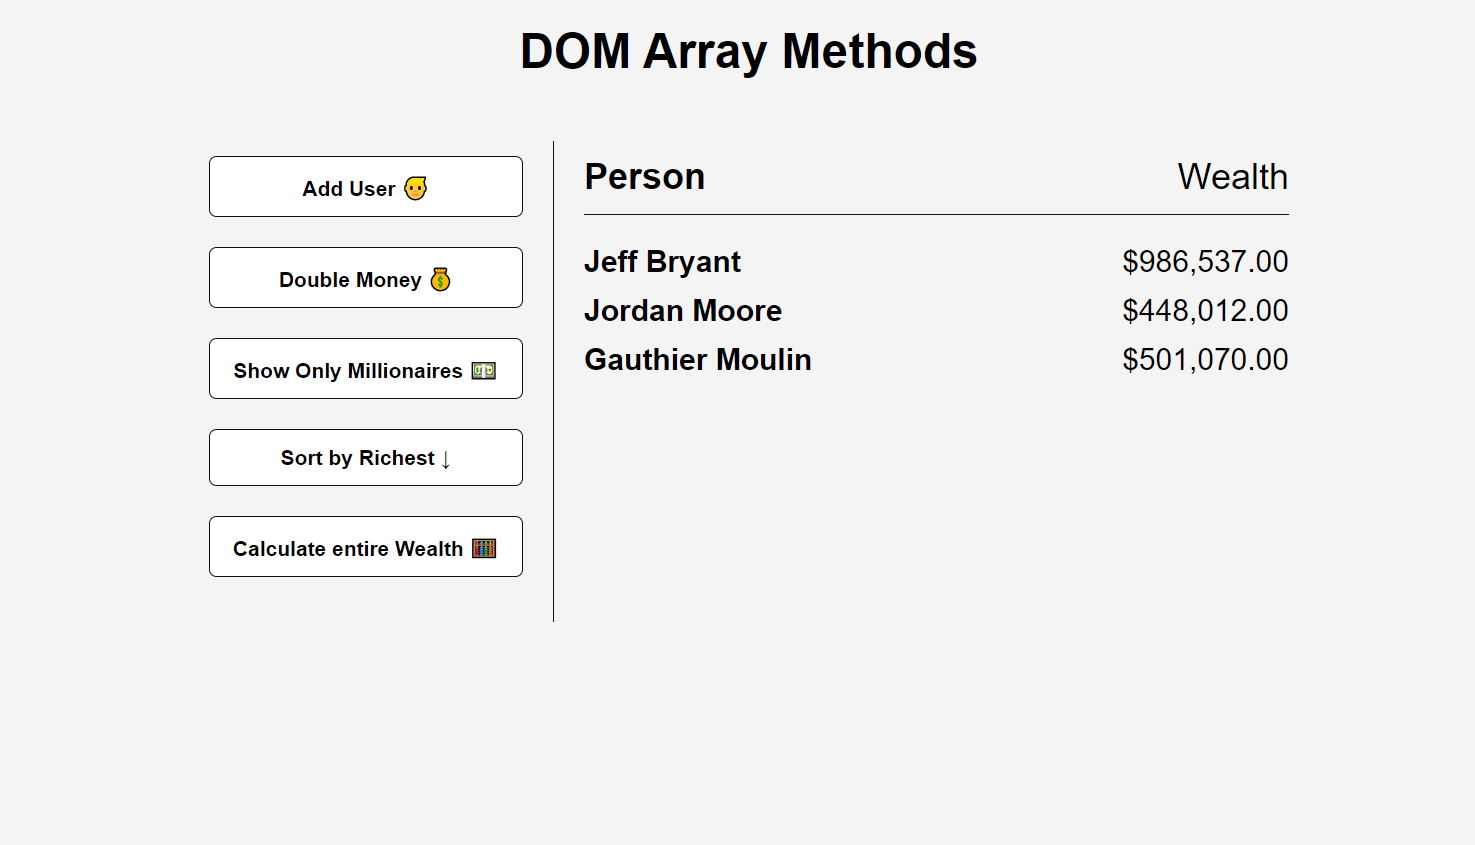 DOM Array Methods
Add User 👱
Double Money 💰
Show Only Millionaires 💵
Sort by Richest ↓
Calculate entire Wealth 🧮
Person Wealth
Jeff Bryant $986,537.00
Jordan Moore $448,012.00
Gauthier Moulin $501,070.00